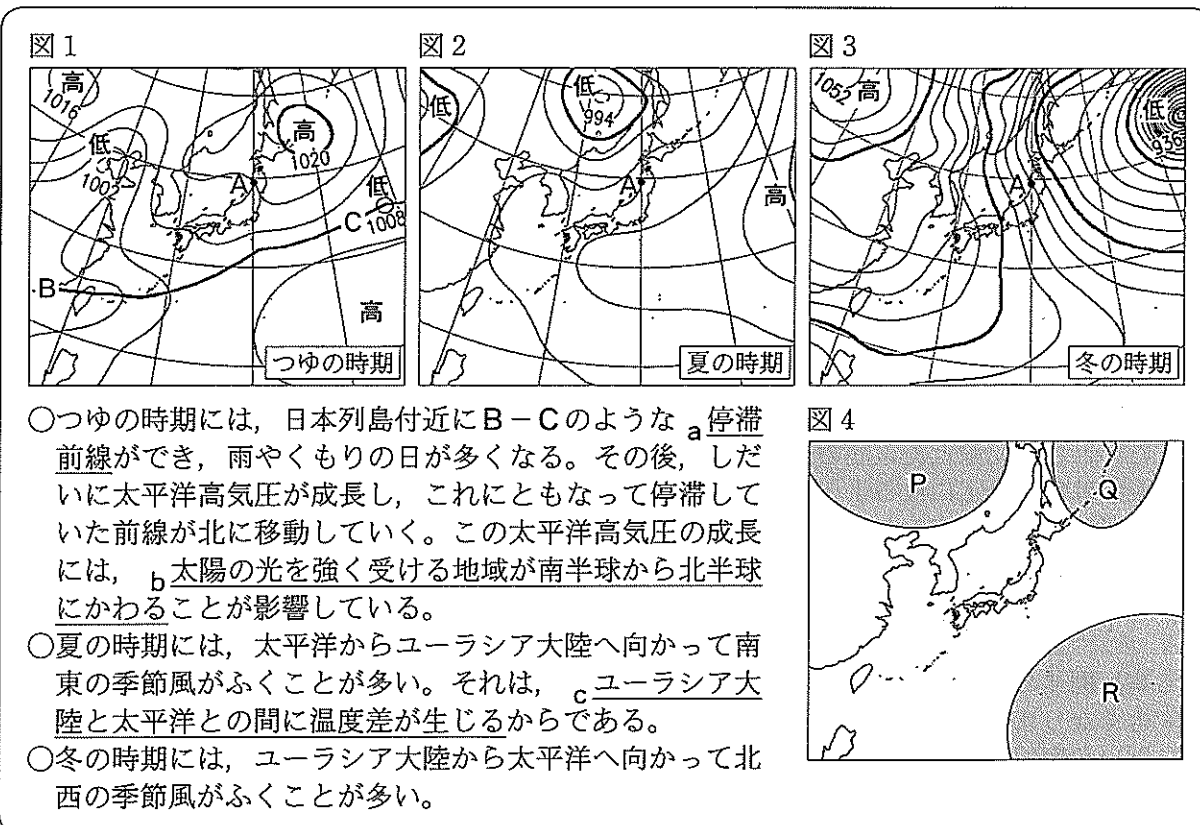 図1
高
1016
低
1002
高
1020
A
低
1008
C
B
高
つゆの時期
図2
低
低
994
A
高
夏の時期
図3
1052
高
低
936
A
冬の時期
○つゆの時期には,日本列島付近にB-Cのような a停滞
前線ができ,雨やくもりの日が多くなる。その後,しだ
いに太平洋高気圧が成長し,これにともなって停滞して
いた前線が北に移動していく。この太平洋高気圧の成長
には, b太陽の光を強く受ける地域が南半球から北半球
にかわることが影響している。
○夏の時期には,太平洋からユーラシア大陸へ向かって南
東の季節風がふくことが多い。それは, cユーラシア大
陸と太平洋との間に温度差が生じるからである。
○冬の時期には,ユーラシア大陸から太平洋へ向かって北
西の季節風がふくことが多い。
図4
P
Q
R